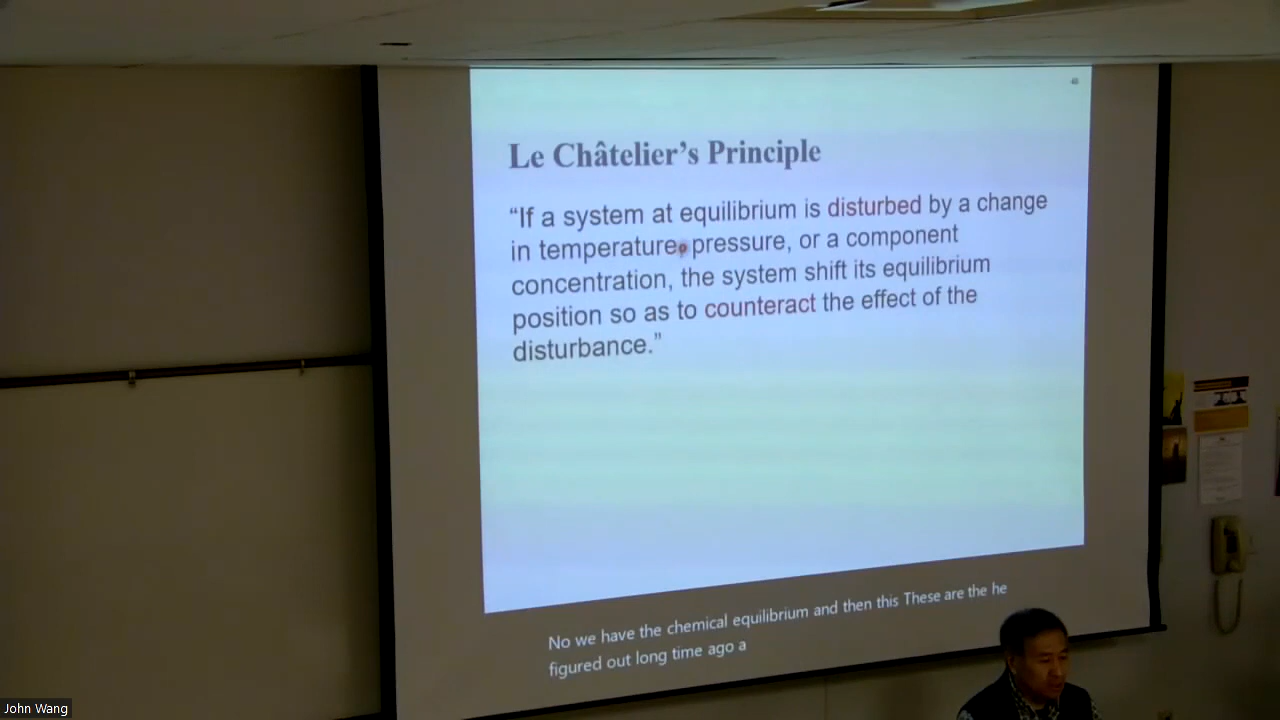 Le Châtelier’s Principle
“If a system at equilibrium is disturbed by a change
in temperature, pressure, or a component
concentration, the system shift its equilibrium
position so as to counteract the effect of the
disturbance.”
No we have the chemical equilibrium and then this These are the he
figured out long time ago a
John Wang